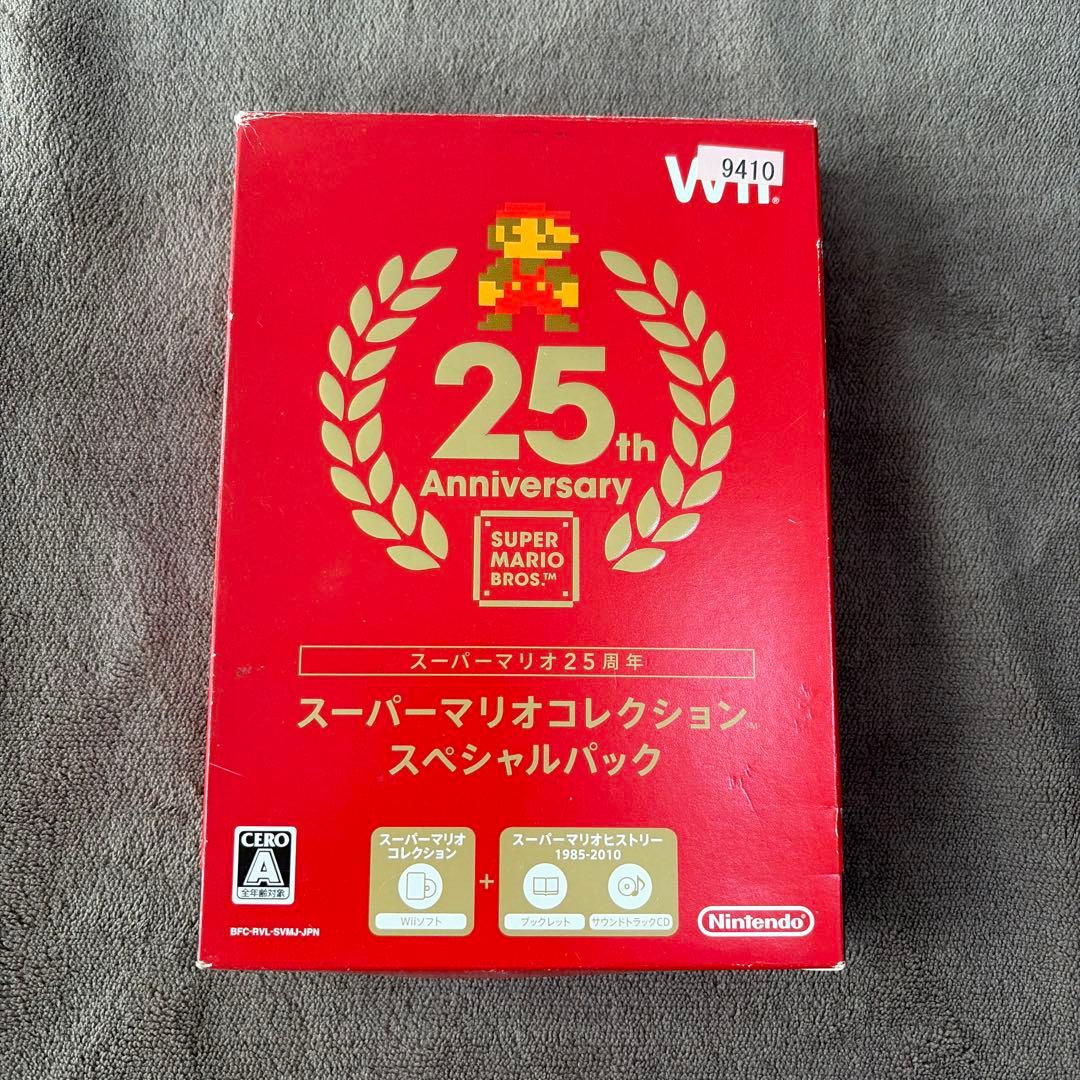 Wii®
9410
25th
Anniversary
SUPER
MARIO
BROS.™
スーパーマリオ25周年
スーパーマリオコレクション™
スペシャルパック
CERO
A
全年齢対象
スーパーマリオ
コレクション
Wiiソフト
+
スーパーマリオヒストリー
1985-2010
ブックレット
サウンドトラックCD
BFC-RVL-SVMJ-JPN
Nintendo